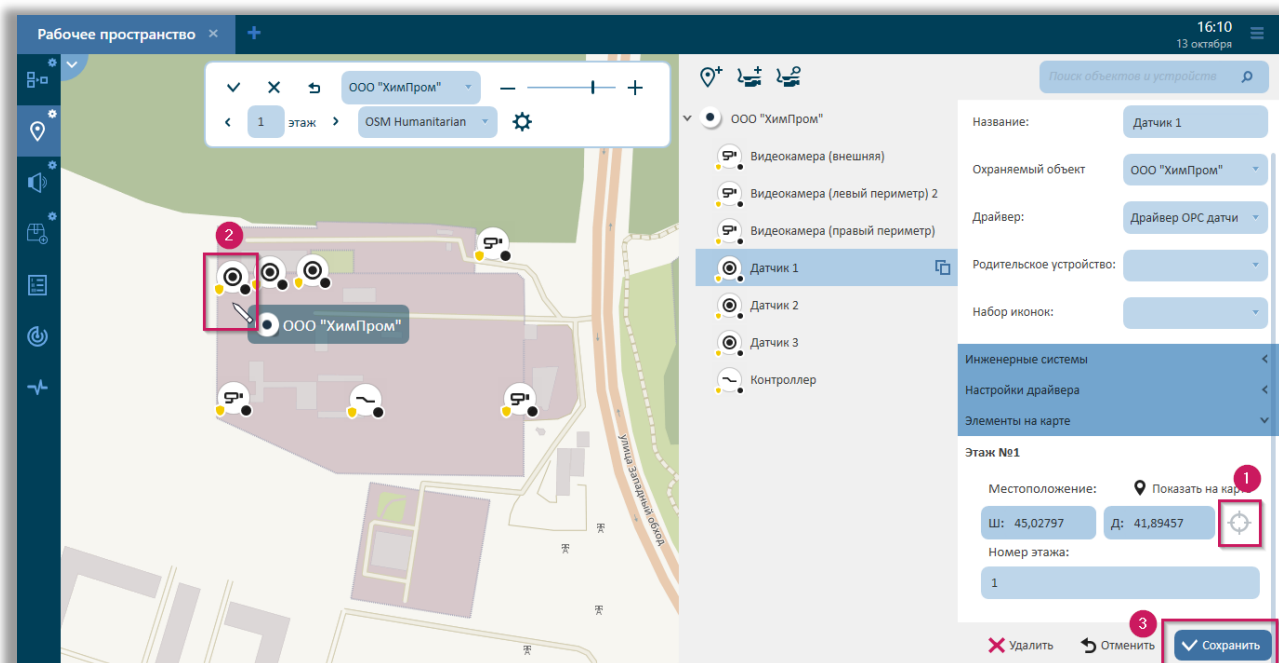 Рабочее пространство
16:10
13 октября
ООО "ХимПром"
1 этаж
OSM Humanitarian
2
ООО "ХимПром"
улица Западный обход
ООО "ХимПром"
Видеокамера (внешняя)
Видеокамера (левый периметр) 2
Видеокамера (правый периметр)
Датчик 1
Датчик 2
Датчик 3
Контроллер
Поиск объектов и устройств
Название: Датчик 1
Охраняемый объект ООО "ХимПром"
Драйвер: Драйвер OPC датчи
Родительское устройство:
Набор иконок:
Инженерные системы
Настройки драйвера
Элементы на карте
Этаж №1
1
Местоположение: Показать на карте
Ш: 45,02797 Д: 41,89457
Номер этажа:
1
3
Удалить Отменить Сохранить